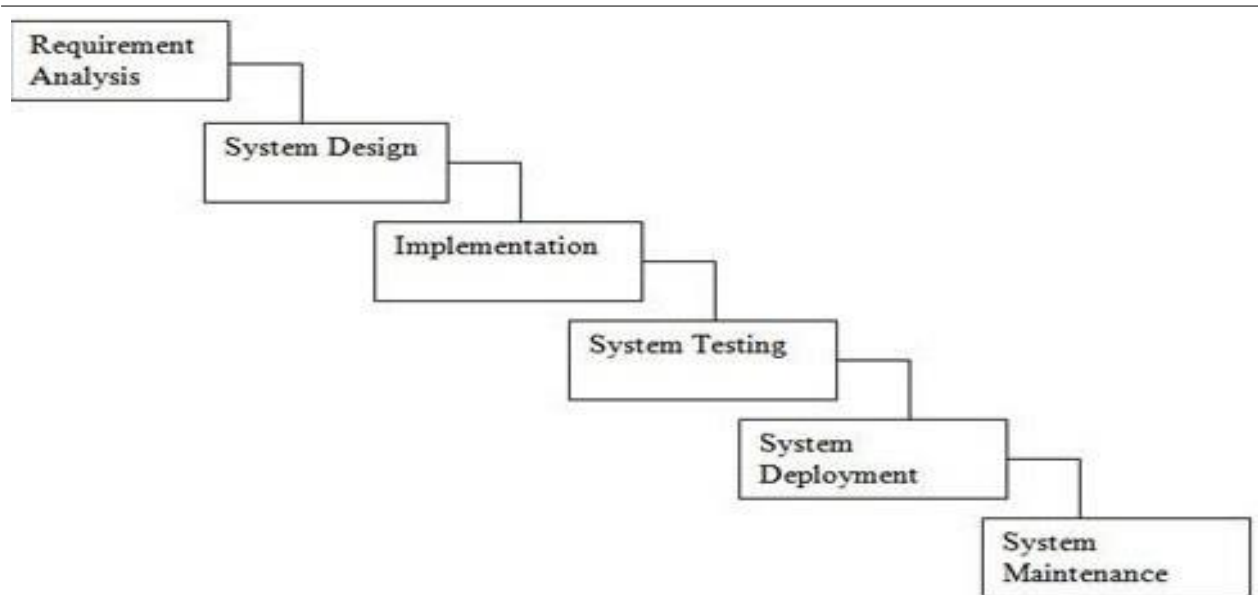 Requirement
Analysis
System Design
Implementation
System Testing
System
Deployment
System
Maintenance